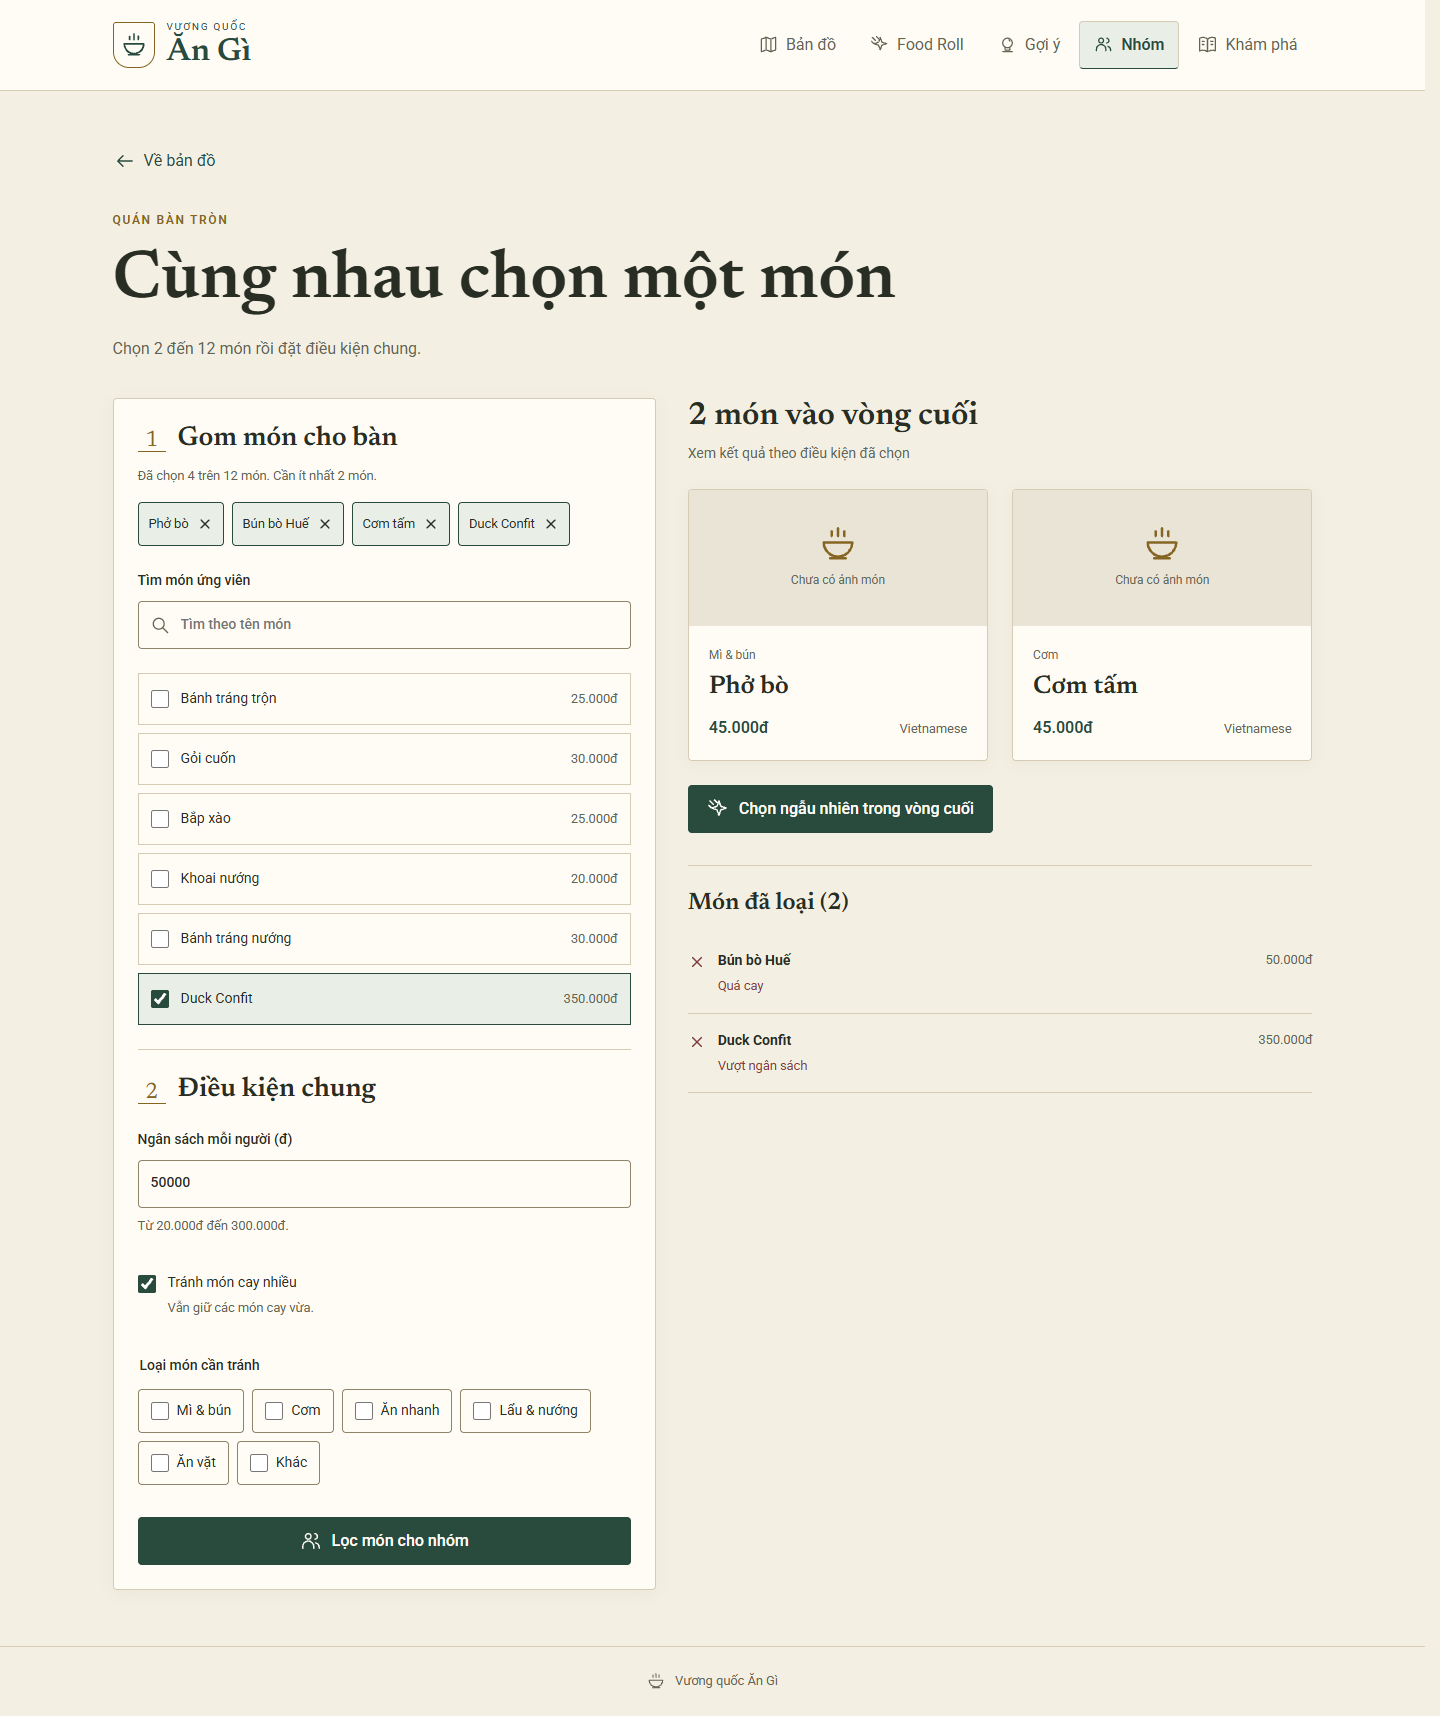 VƯƠNG QUỐC
Ăn Gì
Bản đồ
Food Roll
Gợi ý
Nhóm
Khám phá
Về bản đồ
QUÁN BÀN TRÒN
Cùng nhau chọn một món
Chọn 2 đến 12 món rồi đặt điều kiện chung.
1 Gom món cho bàn
Đã chọn 4 trên 12 món. Cần ít nhất 2 món.
Phở bò
Bún bò Huế
Cơm tấm
Duck Confit
Tìm món ứng viên
Tìm theo tên món
Bánh tráng trộn 25.000đ
Gỏi cuốn 30.000đ
Bắp xào 25.000đ
Khoai nướng 20.000đ
Bánh tráng nướng 30.000đ
Duck Confit 350.000đ
2 Điều kiện chung
Ngân sách mỗi người (đ)
50000
Từ 20.000đ đến 300.000đ.
Tránh món cay nhiều
Vẫn giữ các món cay vừa.
Loại món cần tránh
Mì & bún
Cơm
Ăn nhanh
Lẩu & nướng
Ăn vặt
Khác
Lọc món cho nhóm
2 món vào vòng cuối
Xem kết quả theo điều kiện đã chọn
Chưa có ảnh món
Mì & bún
Phở bò
45.000đ Vietnamese
Chưa có ảnh món
Cơm
Cơm tấm
45.000đ Vietnamese
Chọn ngẫu nhiên trong vòng cuối
Món đã loại (2)
Bún bò Huế 50.000đ
Quá cay
Duck Confit 350.000đ
Vượt ngân sách
Vương quốc Ăn Gì